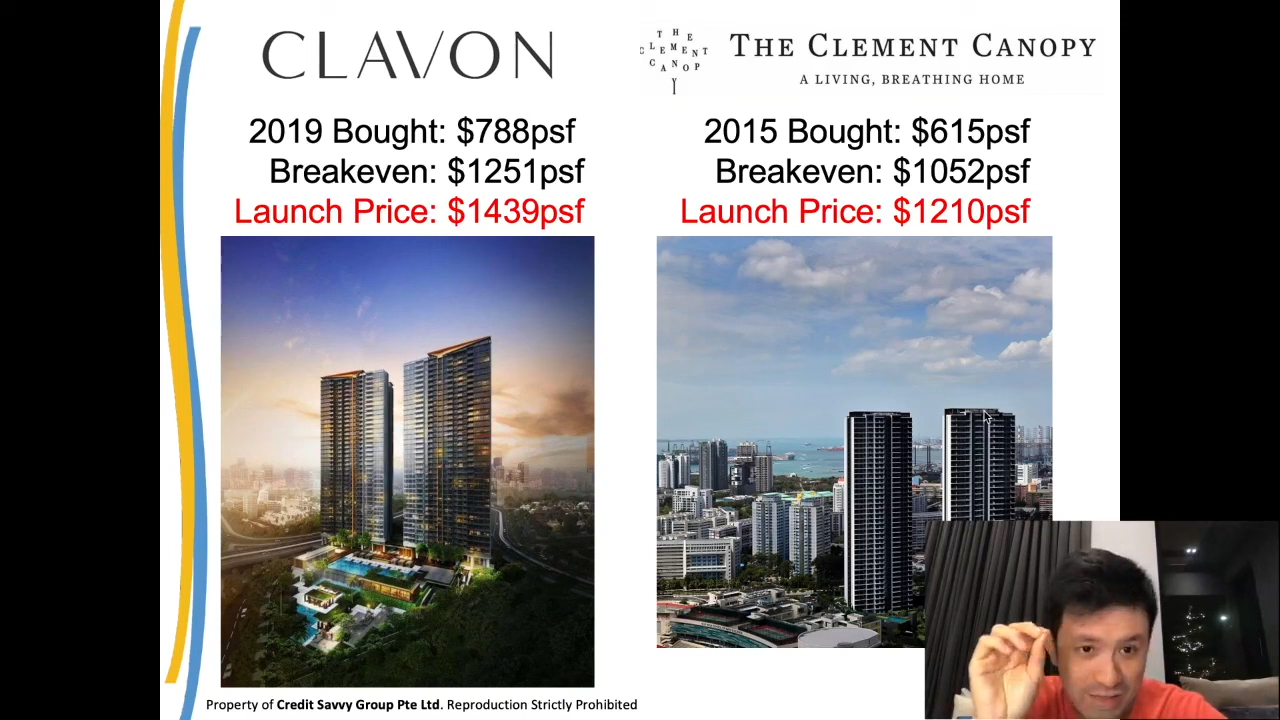 CLAVON
2019 Bought: $788psf
Breakeven: $1251psf
Launch Price: $1439psf
THE
CLEMENT
CANOP
Y
THE CLEMENT CANOPY
A LIVING, BREATHING HOME
2015 Bought: $615psf
Breakeven: $1052psf
Launch Price: $1210psf
Property of Credit Savvy Group Pte Ltd. Reproduction Strictly Prohibited